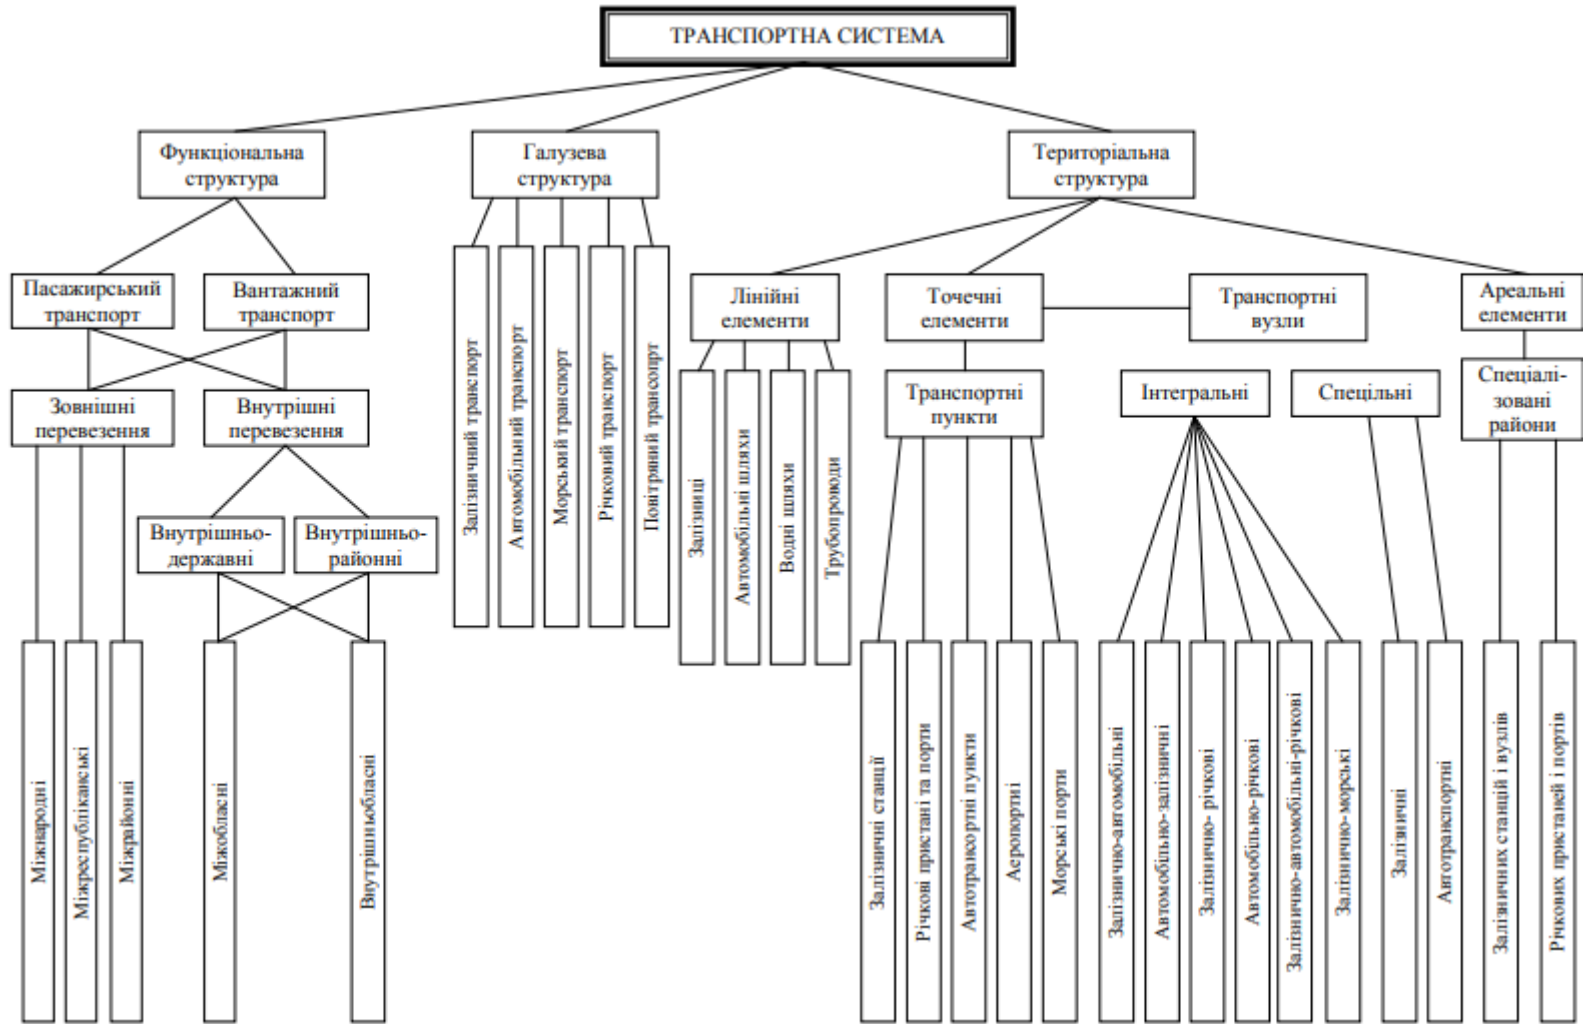 ТРАНСПОРТНА СИСТЕМА
Функціональна
структура
Галузева
структура
Територіальна
структура
Пасажирський
транспорт
Вантажний
транспорт
Зовнішні
перевезення
Внутрішні
перевезення
Внутрішньо-
державні
Внутрішньо-
районні
Міжнародні
Міжреспубліканські
Міжрайонні
Міжобласні
Внутрішньобласні
Залізничний транспорт
Автомобільний транспорт
Морський транспорт
Річковий транспорт
Повітряний трансопрт
Лінійні
елементи
Точечні
елементи
Транспортні
вузли
Ареальні
елементи
Залізниці
Автомобільні шляхи
Водні шляхи
Трубопроводи
Транспортні
пункти
Інтегральні
Спецільні
Спеціалі-
зовані
райони
Залізничні станції
Річкові пристані та порти
Автотрансортні пункти
Аеропортиі
Морські порти
Залізнично-автомобільні
Автомобільно-залізничні
Залізнично- річкові
Автомобільно-річкові
Залізнично-автомобільні-річкові
Залізнично-морські
Залізничні
Автотранспортні
Залізничних станцій і вузлів
Річкових пристаней і портів